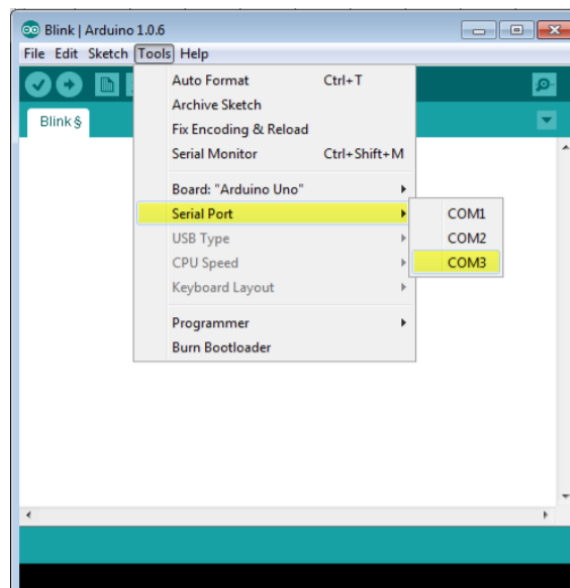 Blink | Arduino 1.0.6
File Edit Sketch Tools Help
Blink §
Auto Format Ctrl+T
Archive Sketch
Fix Encoding & Reload
Serial Monitor Ctrl+Shift+M
Board: "Arduino Uno"
Serial Port
USB Type
CPU Speed
Keyboard Layout
Programmer
Burn Bootloader
COM1
COM2
COM3